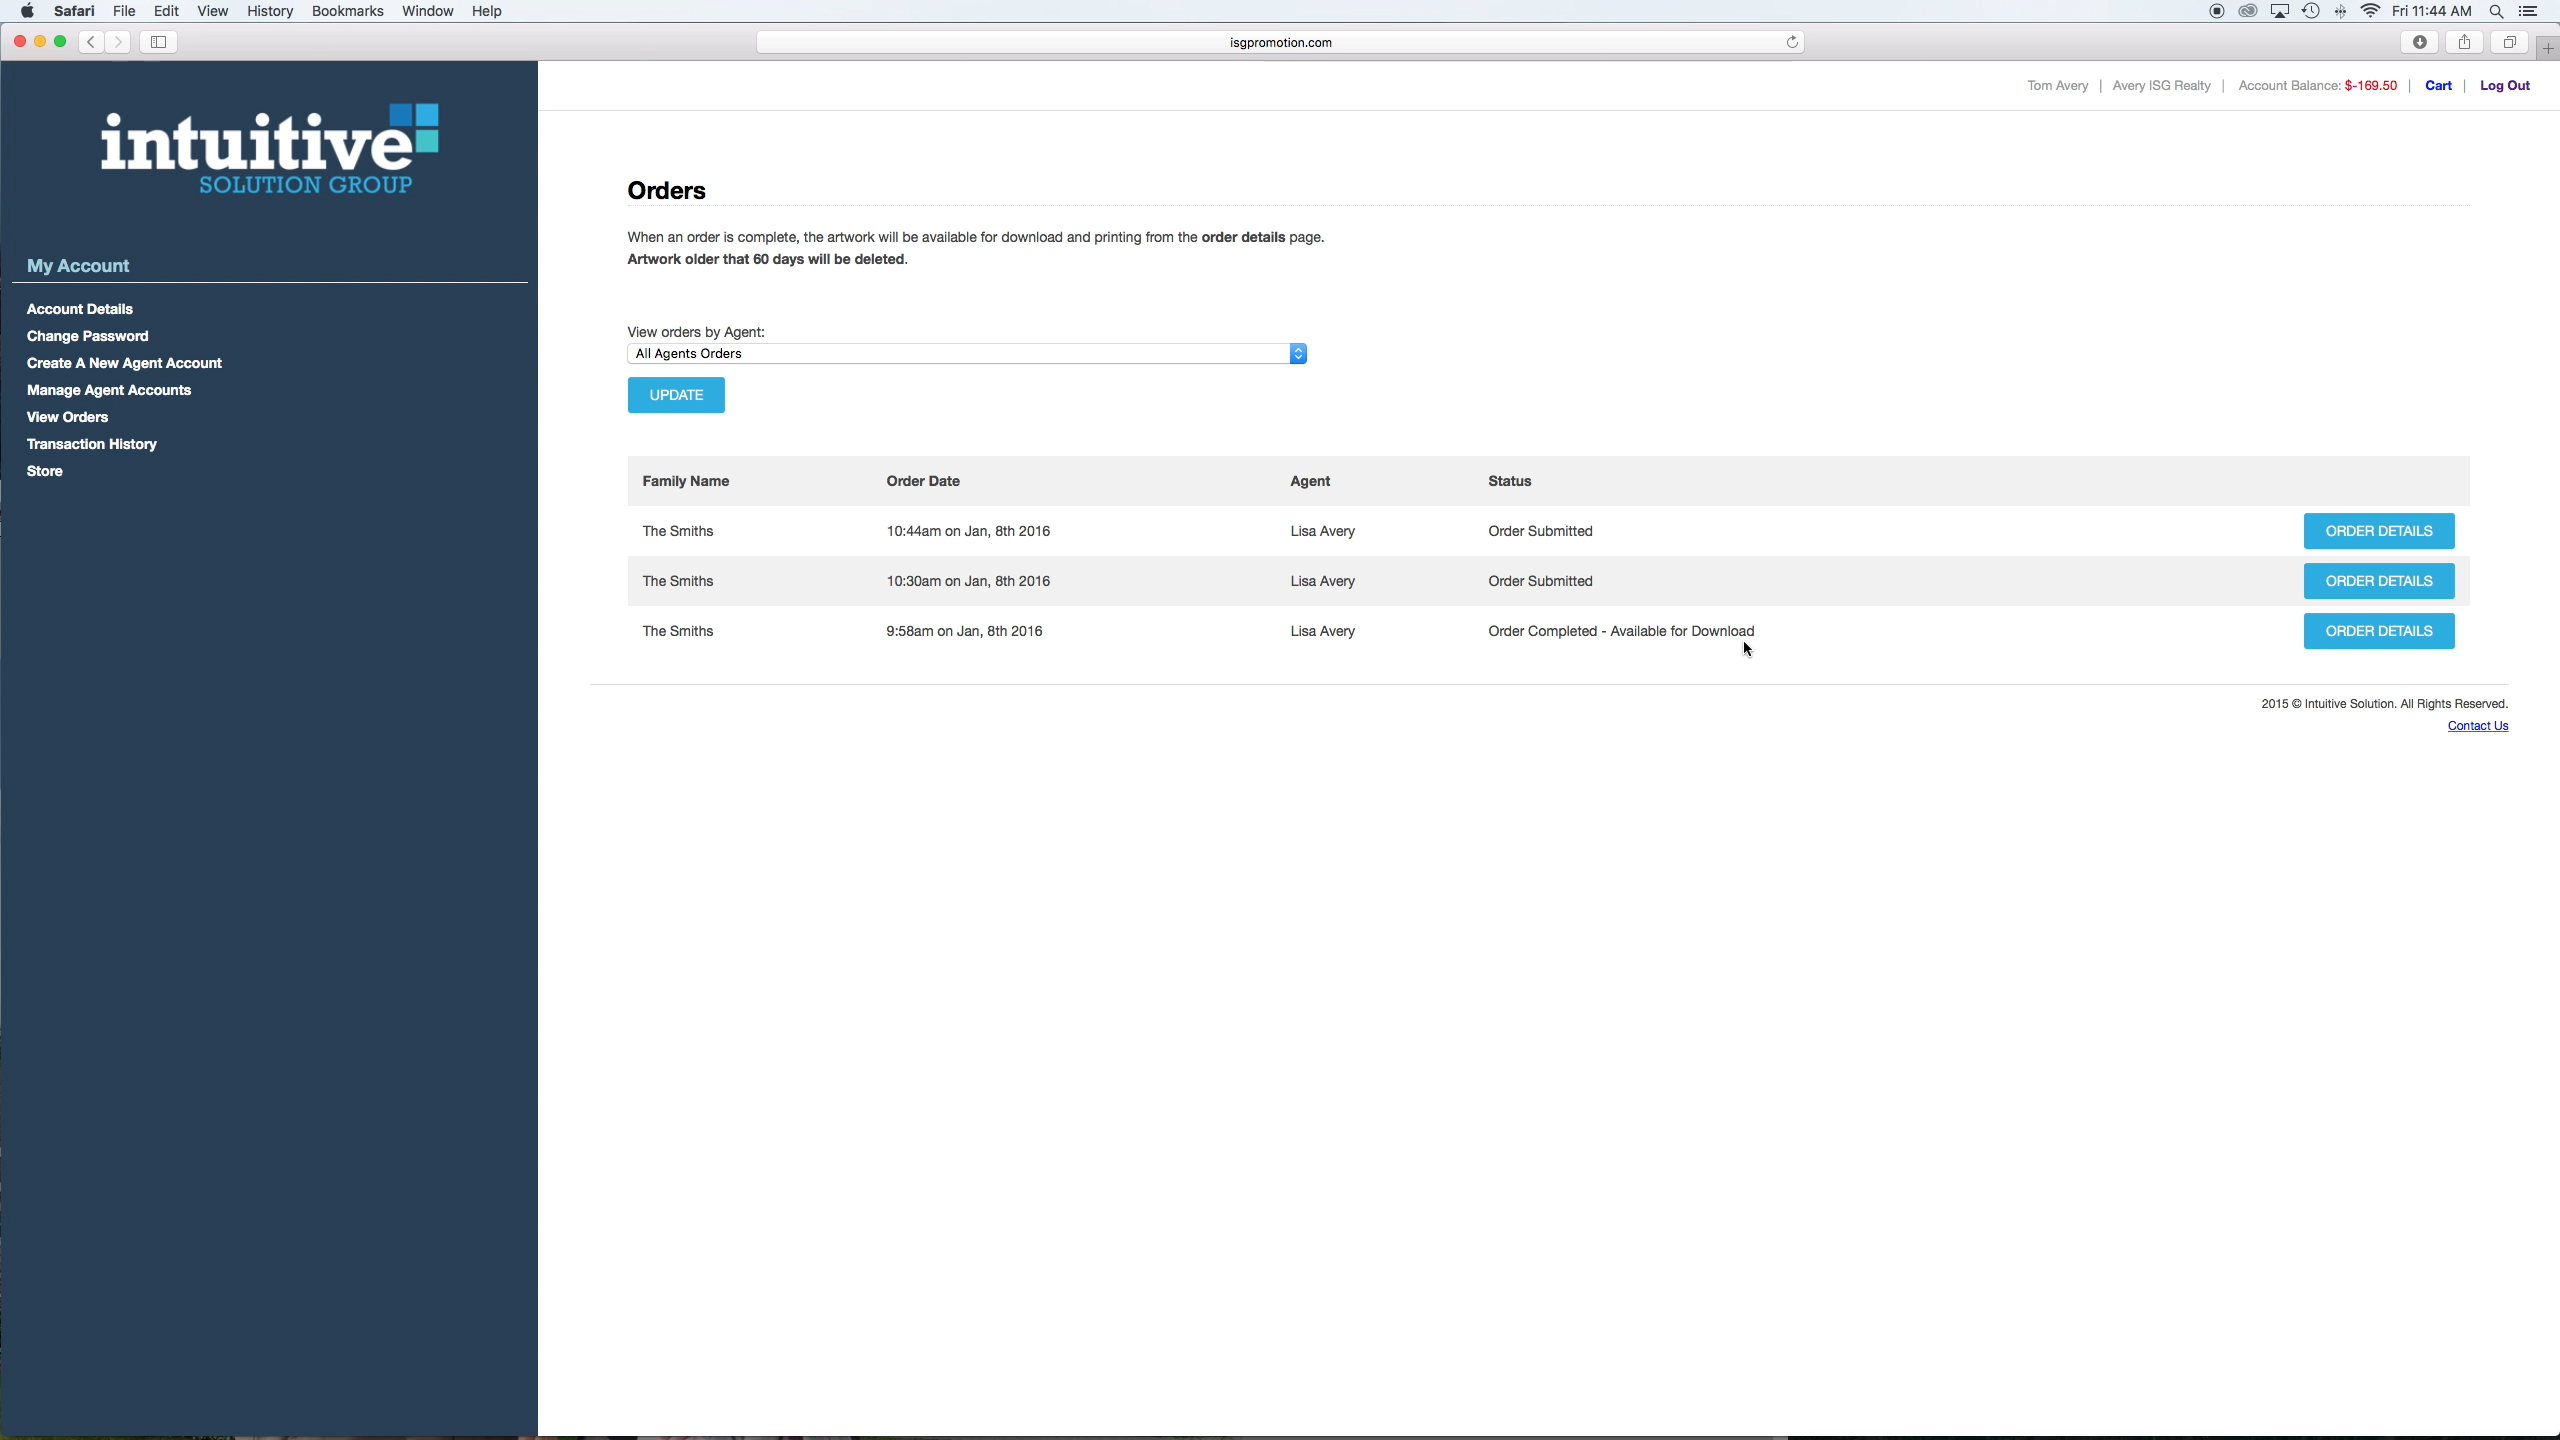 Safari File Edit View History Bookmarks Window Help Fri 11:44 AM
isgpromotion.com
Tom Avery | Avery ISG Realty | Account Balance: $-169.50 | Cart | Log Out
intuitive
SOLUTION GROUP
My Account
Account Details
Change Password
Create A New Agent Account
Manage Agent Accounts
View Orders
Transaction History
Store
Orders
When an order is complete, the artwork will be available for download and printing from the order details page.
Artwork older that 60 days will be deleted.
View orders by Agent:
All Agents Orders
UPDATE
Family Name Order Date Agent Status
The Smiths 10:44am on Jan, 8th 2016 Lisa Avery Order Submitted ORDER DETAILS
The Smiths 10:30am on Jan, 8th 2016 Lisa Avery Order Submitted ORDER DETAILS
The Smiths 9:58am on Jan, 8th 2016 Lisa Avery Order Completed - Available for Download ORDER DETAILS
2015 © Intuitive Solution. All Rights Reserved.
Contact Us